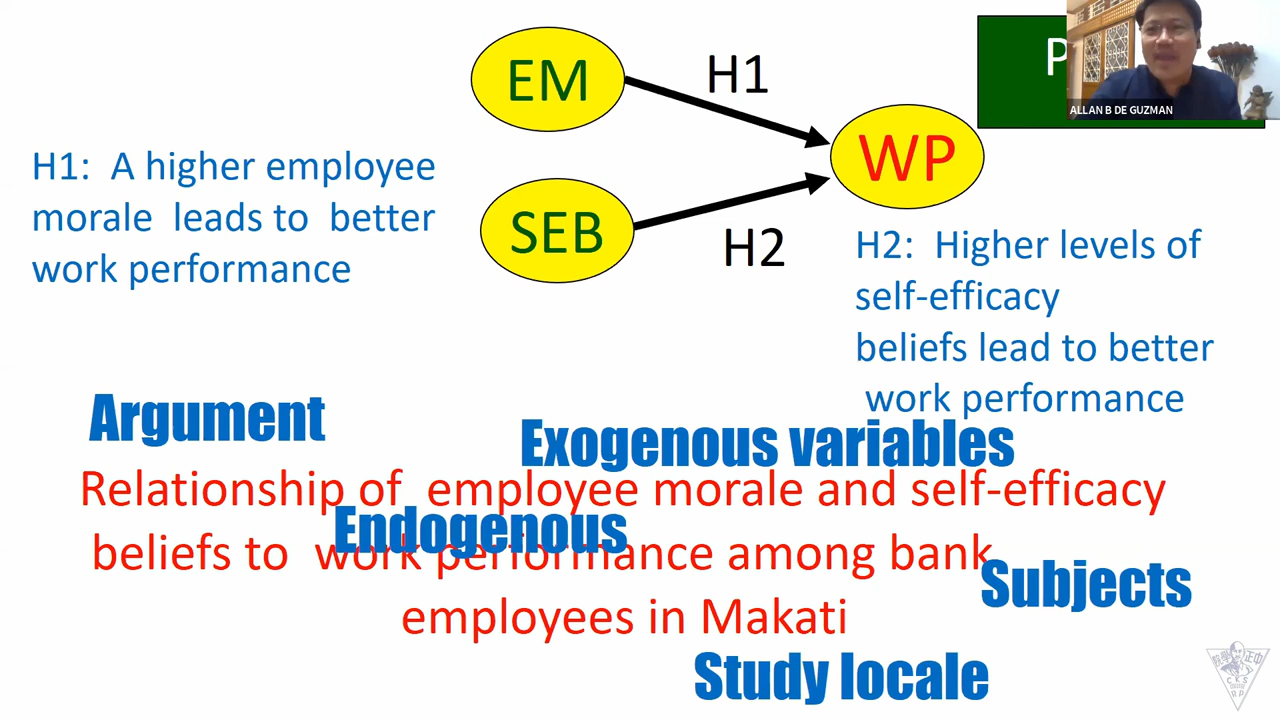 EM
H1
P
ALLAN B DE GUZMAN
WP
H1: A higher employee
morale leads to better
work performance
SEB
H2
H2: Higher levels of
self-efficacy
beliefs lead to better
work performance
Argument
Exogenous variables
Relationship of employee morale and self-efficacy
Endogenous
beliefs to work performance among bank
Subjects
employees in Makati
Study locale
C K S